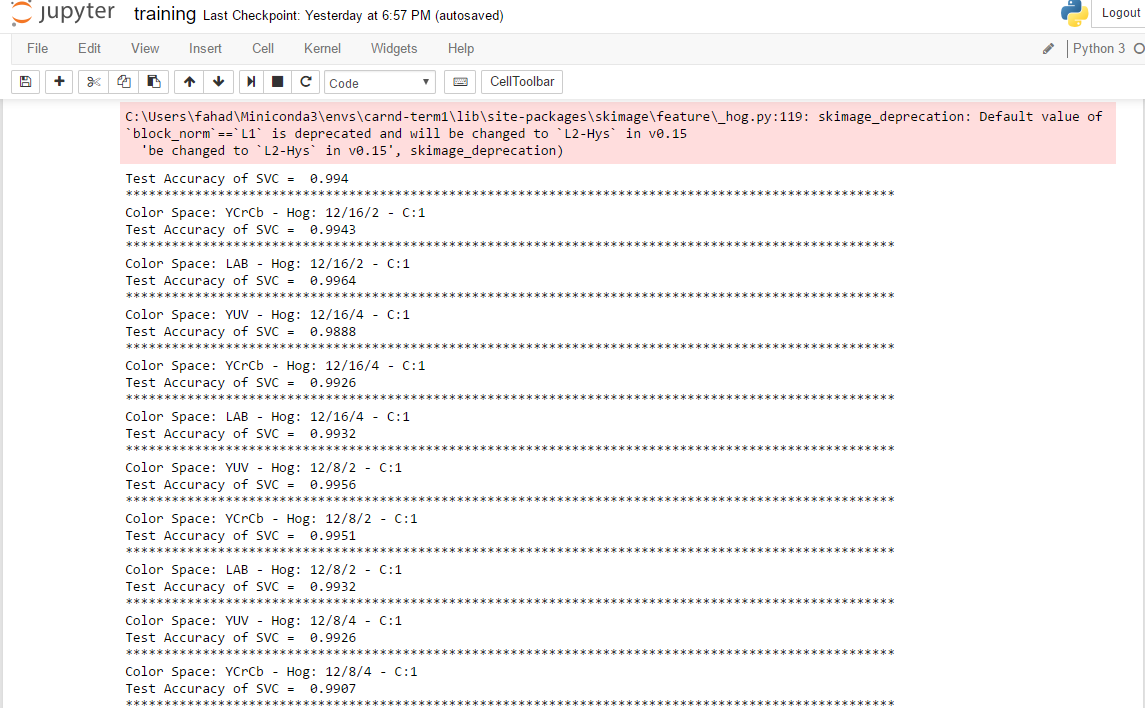 jupyter training Last Checkpoint: Yesterday at 6:57 PM (autosaved) Logout
File Edit View Insert Cell Kernel Widgets Help Python 3
Code CellToolbar
C:\Users\fahad\Miniconda3\envs\carnd-term1\lib\site-packages\skimage\feature\_hog.py:119: skimage_deprecation: Default value of
`block_norm`==`L1` is deprecated and will be changed to `L2-Hys` in v0.15
'be changed to `L2-Hys` in v0.15', skimage_deprecation)
Test Accuracy of SVC =  0.994
****************************************************************************************************
Color Space: YCrCb - Hog: 12/16/2 - C:1
Test Accuracy of SVC =  0.9943
****************************************************************************************************
Color Space: LAB - Hog: 12/16/2 - C:1
Test Accuracy of SVC =  0.9964
****************************************************************************************************
Color Space: YUV - Hog: 12/16/4 - C:1
Test Accuracy of SVC =  0.9888
****************************************************************************************************
Color Space: YCrCb - Hog: 12/16/4 - C:1
Test Accuracy of SVC =  0.9926
****************************************************************************************************
Color Space: LAB - Hog: 12/16/4 - C:1
Test Accuracy of SVC =  0.9932
****************************************************************************************************
Color Space: YUV - Hog: 12/8/2 - C:1
Test Accuracy of SVC =  0.9956
****************************************************************************************************
Color Space: YCrCb - Hog: 12/8/2 - C:1
Test Accuracy of SVC =  0.9951
****************************************************************************************************
Color Space: LAB - Hog: 12/8/2 - C:1
Test Accuracy of SVC =  0.9932
****************************************************************************************************
Color Space: YUV - Hog: 12/8/4 - C:1
Test Accuracy of SVC =  0.9926
****************************************************************************************************
Color Space: YCrCb - Hog: 12/8/4 - C:1
Test Accuracy of SVC =  0.9907
****************************************************************************************************